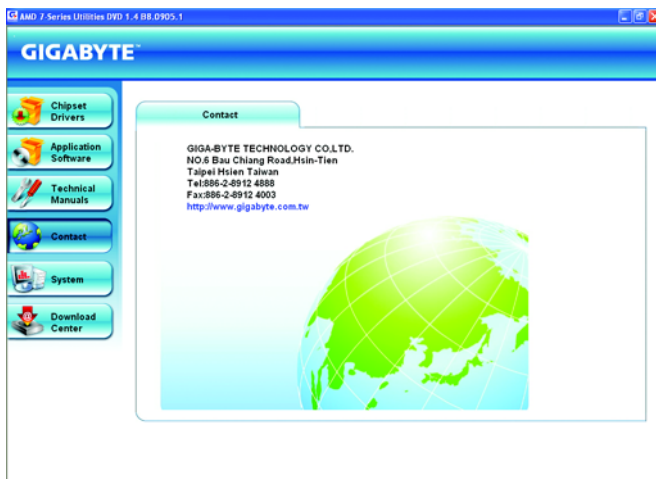 AMD 7-Series Utilities DVD 1.4 B8.0905.1
GIGABYTE™
Chipset
Drivers
Application
Software
Technical
Manuals
Contact
System
Download
Center
Contact
GIGA-BYTE TECHNOLOGY CO.,LTD.
NO.6 Bau Chiang Road,Hsin-Tien
Taipei Hsien Taiwan
Tel:886-2-8912 4888
Fax:886-2-8912 4003
http://www.gigabyte.com.tw